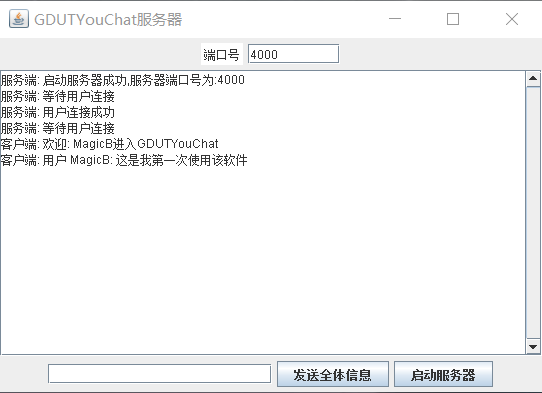 GDUTYouChat服务器
端口号 4000
服务端: 启动服务器成功,服务器端口号为:4000
服务端: 等待用户连接
服务端: 用户连接成功
服务端: 等待用户连接
客户端: 欢迎: MagicB进入GDUTYouChat
客户端: 用户 MagicB: 这是我第一次使用该软件
发送全体信息 启动服务器